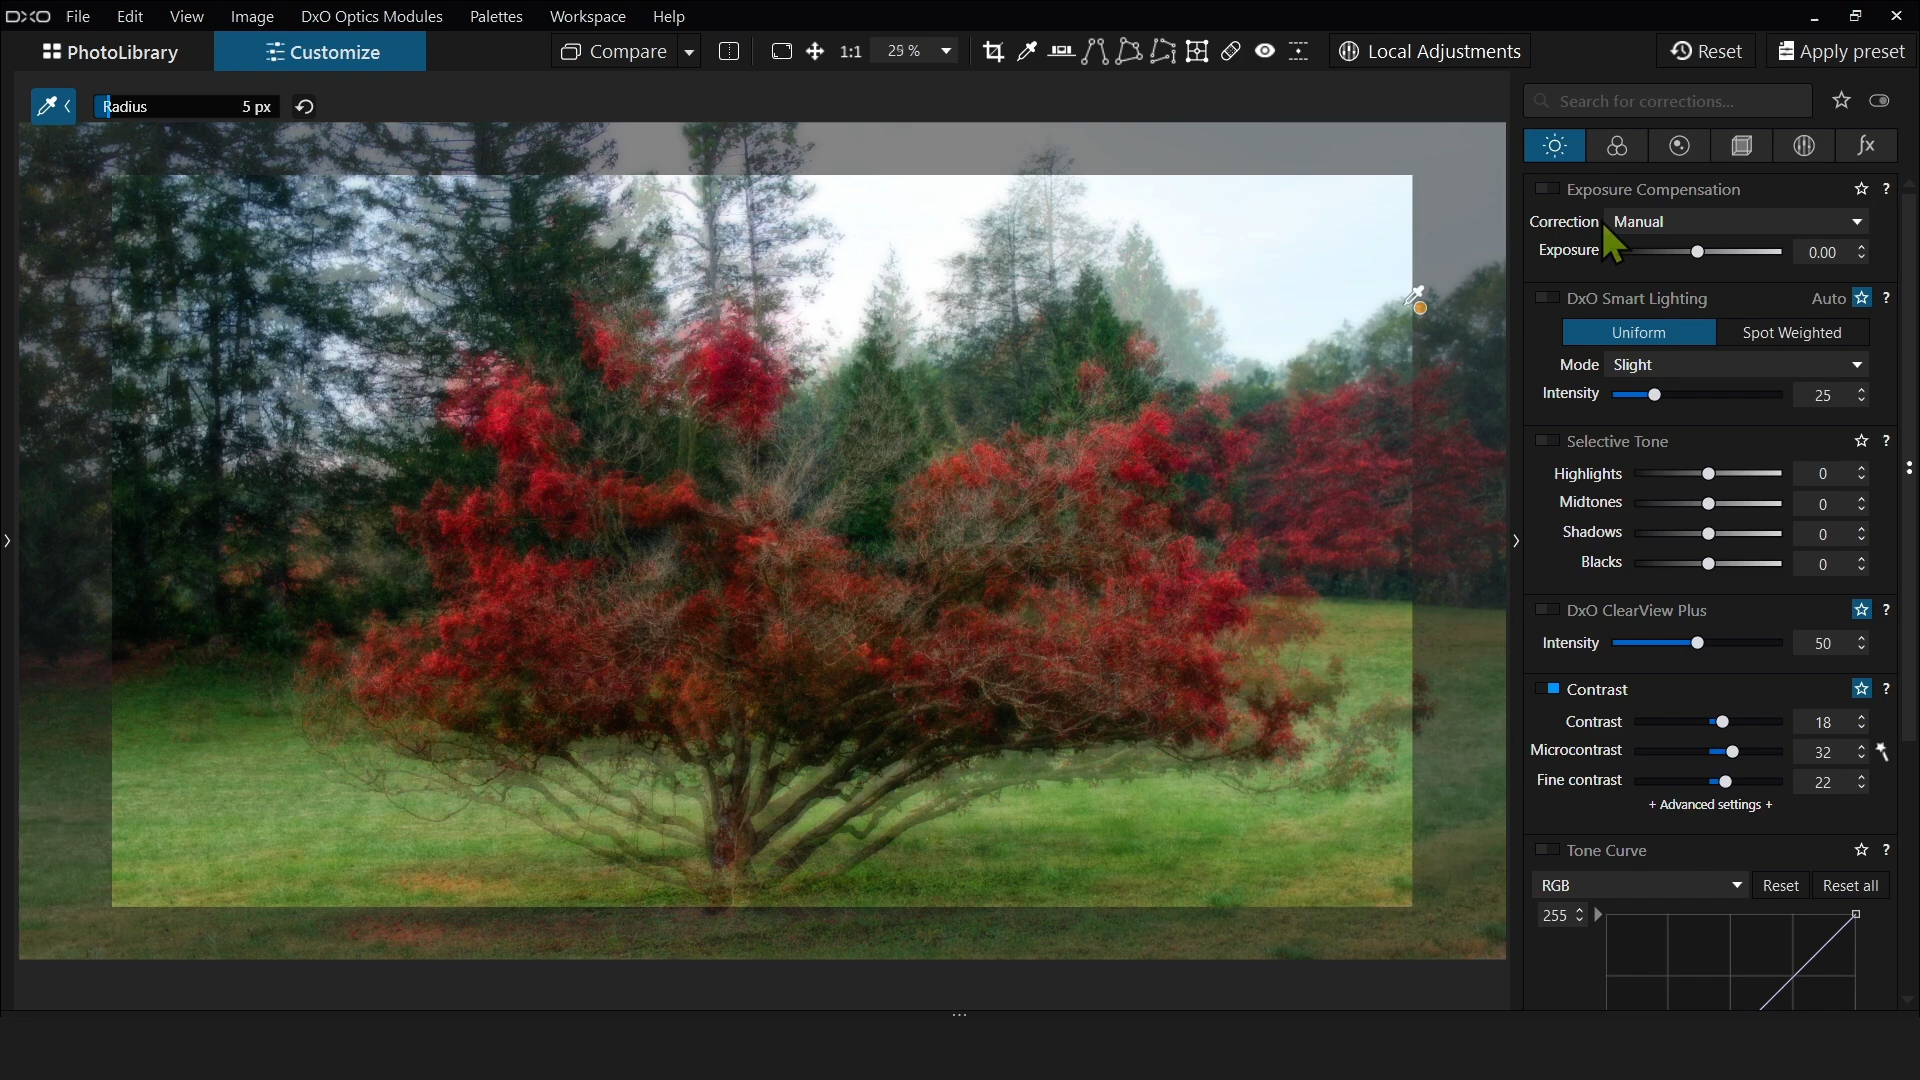 DXO File Edit View Image DxO Optics Modules Palettes Workspace Help
PhotoLibrary Customize Compare 1:1 25 % Local Adjustments Reset Apply preset
Radius 5 px
Search for corrections...
fx
Exposure Compensation ?
Correction Manual
Exposure 0.00
DxO Smart Lighting Auto ?
Uniform Spot Weighted
Mode Slight
Intensity 25
Selective Tone ?
Highlights 0
Midtones 0
Shadows 0
Blacks 0
DxO ClearView Plus ?
Intensity 50
Contrast ?
Contrast 18
Microcontrast 32
Fine contrast 22
+ Advanced settings +
Tone Curve ?
RGB Reset Reset all
255